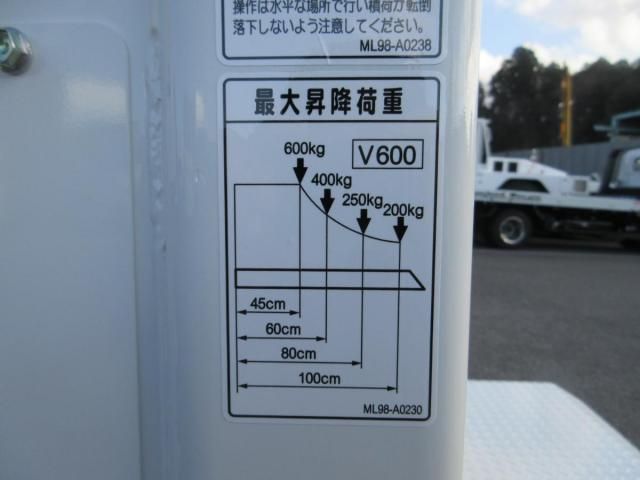 操作は水平な場所で行い積荷が転倒
落下しないよう注意してください。
ML98-A0238
最大昇降荷重
V600
600kg
400kg
250kg
200kg
45cm
60cm
80cm
100cm
ML98-A0230